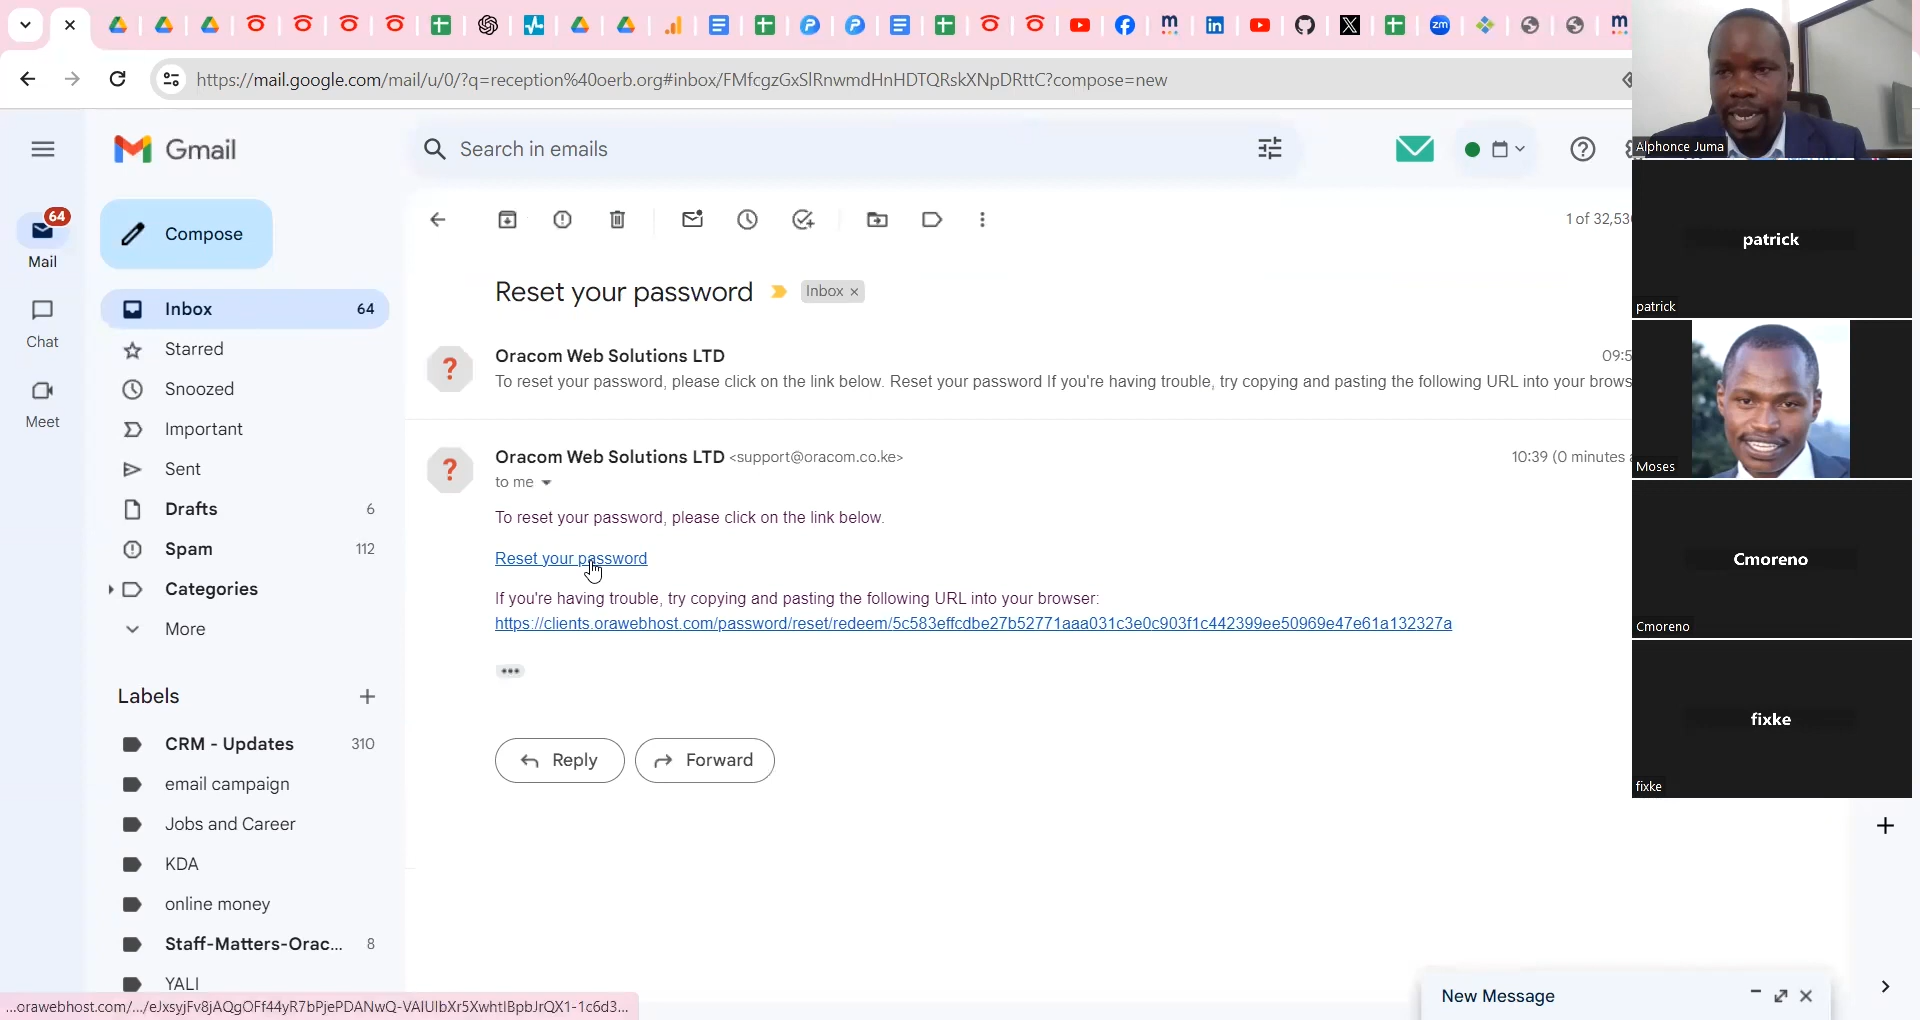 https://mail.google.com/mail/u/0/?q=reception%40oerb.org#inbox/FMfcgzGxSlRnwmdHnHDTQRskXNpDRttC?compose=new
Gmail
Search in emails
64
Mail
Chat
Meet
Compose
Inbox 64
Starred
Snoozed
Important
Sent
Drafts 6
Spam 112
Categories
More
Labels
CRM - Updates 310
email campaign
Jobs and Career
KDA
online money
Staff-Matters-Orac... 8
YALI
1 of 32,53
Reset your password Inbox ×
Oracom Web Solutions LTD 09:5
To reset your password, please click on the link below. Reset your password If you're having trouble, try copying and pasting the following URL into your brows
Oracom Web Solutions LTD <support@oracom.co.ke> 10:39 (0 minutes a
to me
To reset your password, please click on the link below.
Reset your password
If you're having trouble, try copying and pasting the following URL into your browser:
https://clients.orawebhost.com/password/reset/redeem/5c583effcdbe27b52771aaa031c3e0c903f1c442399ee50969e47e61a132327a
Reply
Forward
New Message
...orawebhost.com/.../eJxsyjFv8jAQgOFf44yR7bPjePDANwQ-VAlUlbXr5XwhtIBpbJrQX1-1c6d3...
Alphonce Juma
patrick
patrick
Moses
Cmoreno
Cmoreno
fixke
fixke
zm